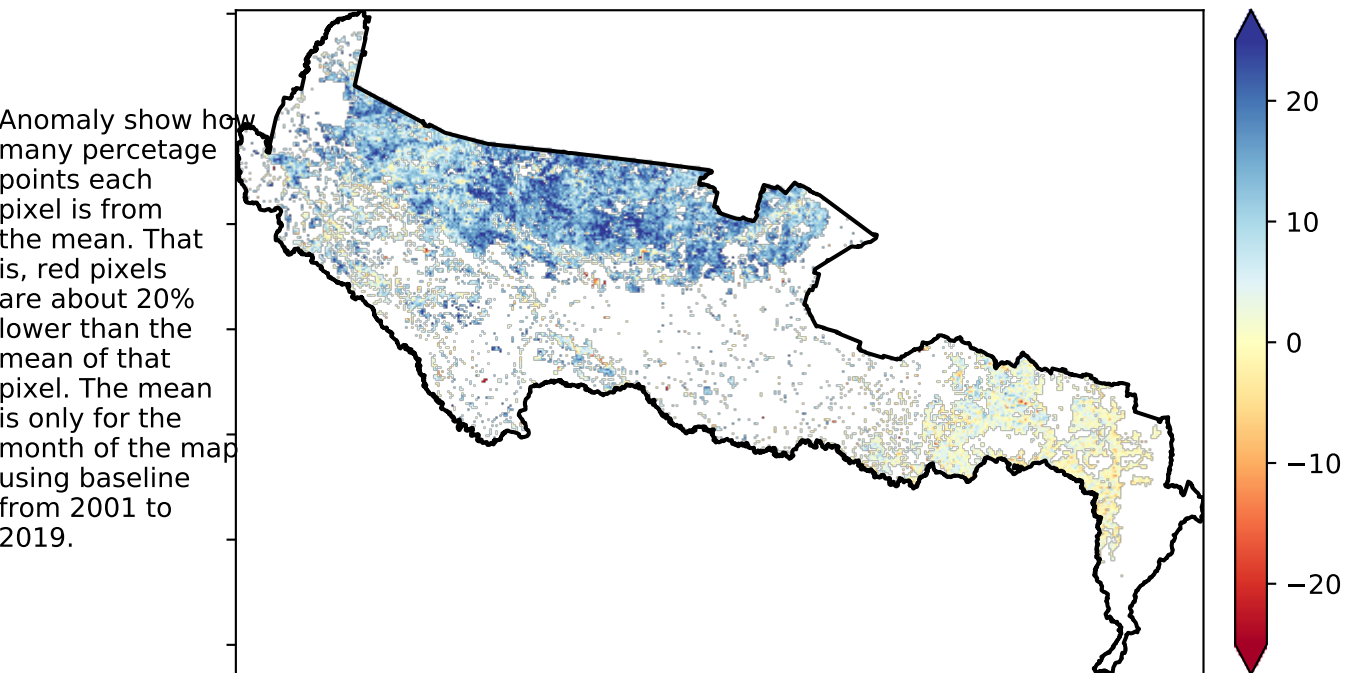 Anomaly show how
many percetage
points each
pixel is from
the mean. That
is, red pixels
are about 20%
lower than the
mean of that
pixel. The mean
is only for the
month of the map
using baseline
from 2001 to
2019.
20
10
0
−10
−20